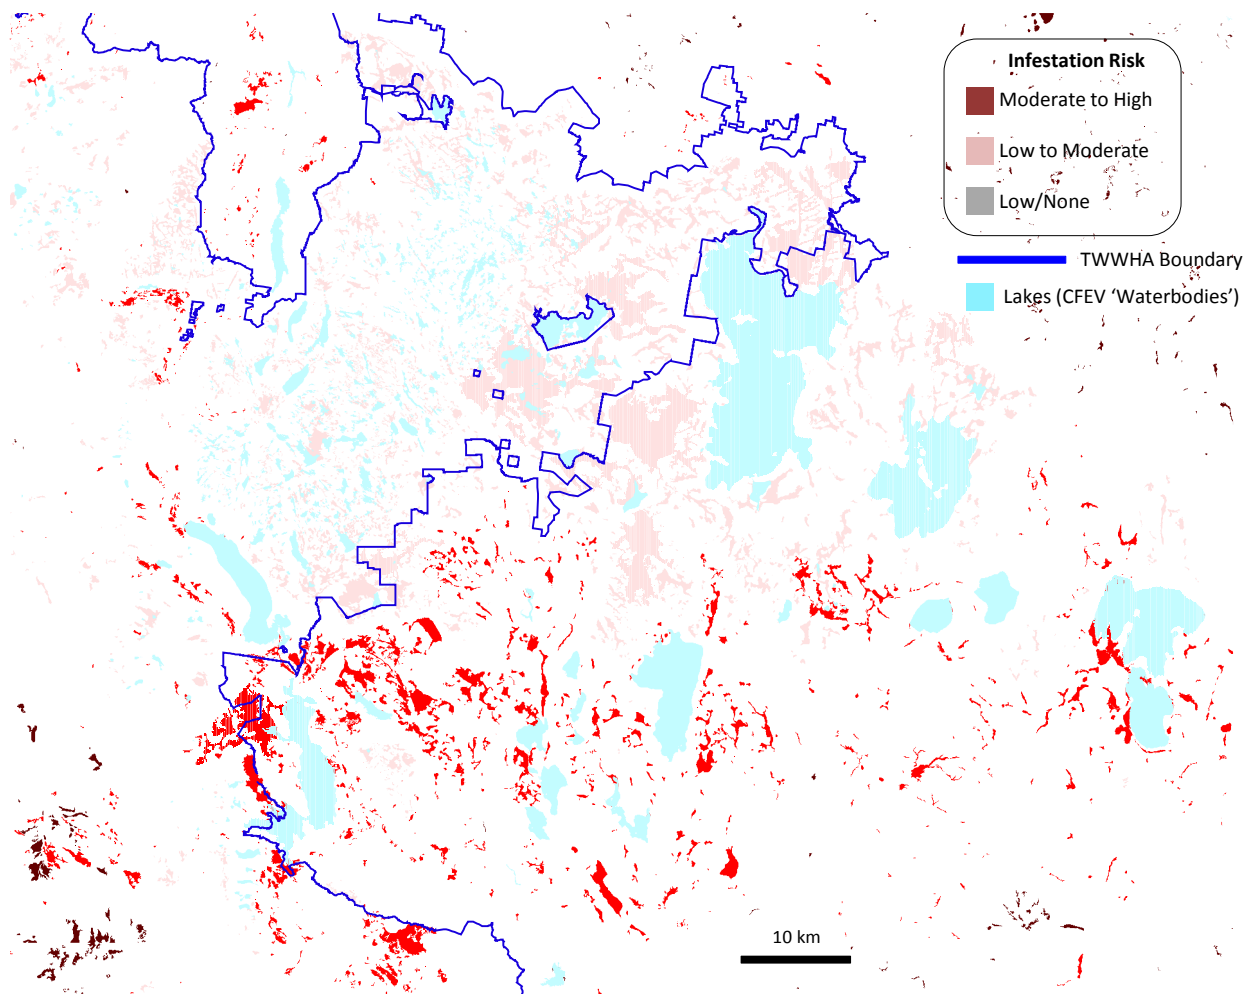 Infestation Risk
Moderate to High
Low to Moderate
Low/None
TWWHA Boundary
Lakes (CFEV 'Waterbodies')
10 km